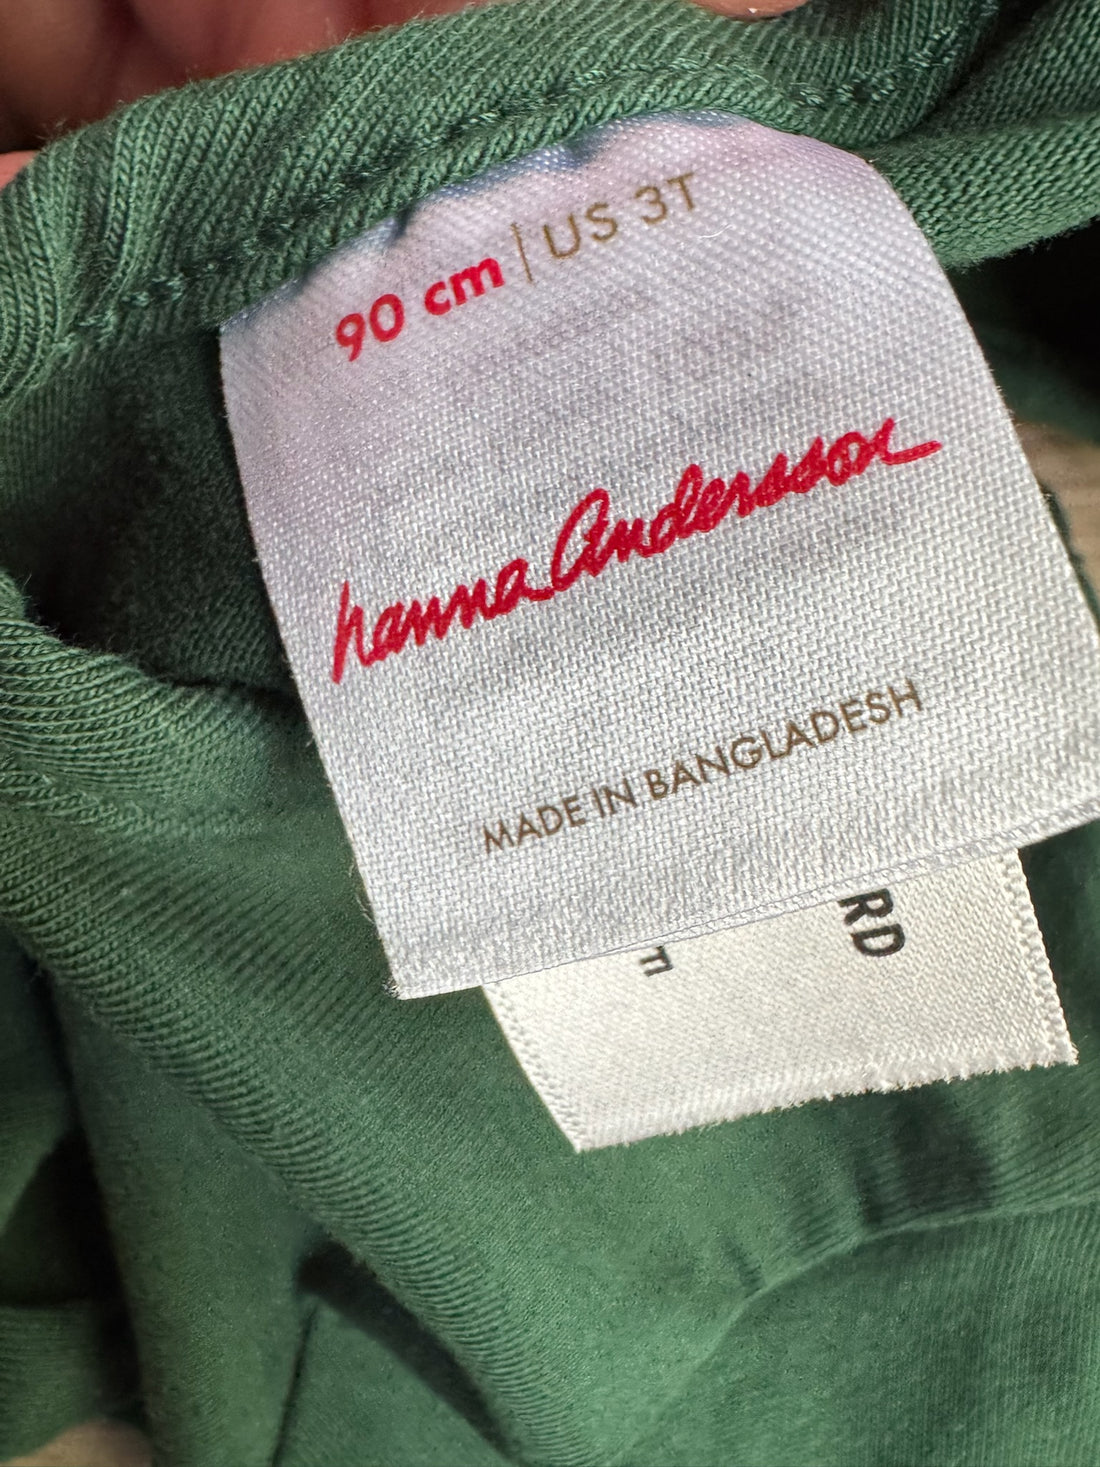 90 cm | US 3T
hanna Andersson
MADE IN BANGLADESH
RD
F